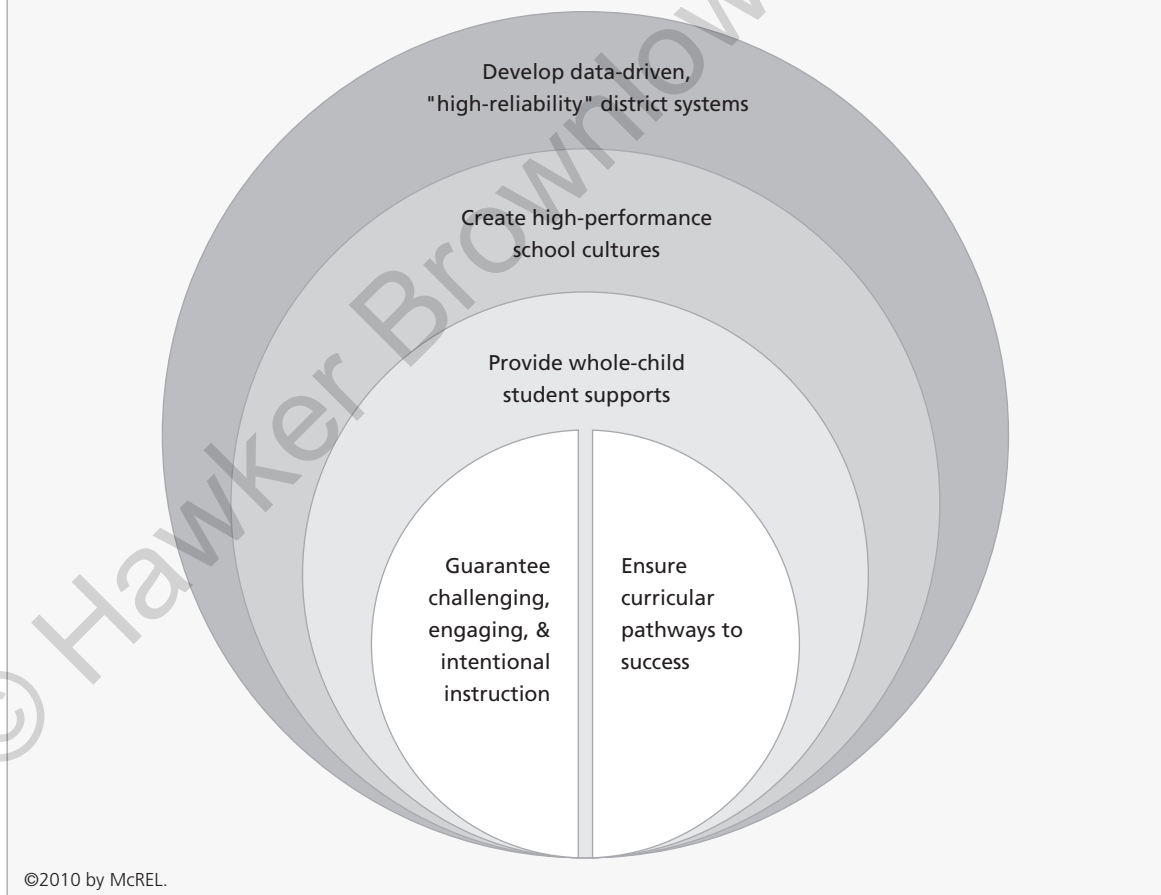 Develop data-driven,
"high-reliability" district systems
Create high-performance
school cultures
Provide whole-child
student supports
Guarantee
challenging,
engaging, &
intentional
instruction
Ensure
curricular
pathways to
success
© Hawker Brownlow
©2010 by McREL.